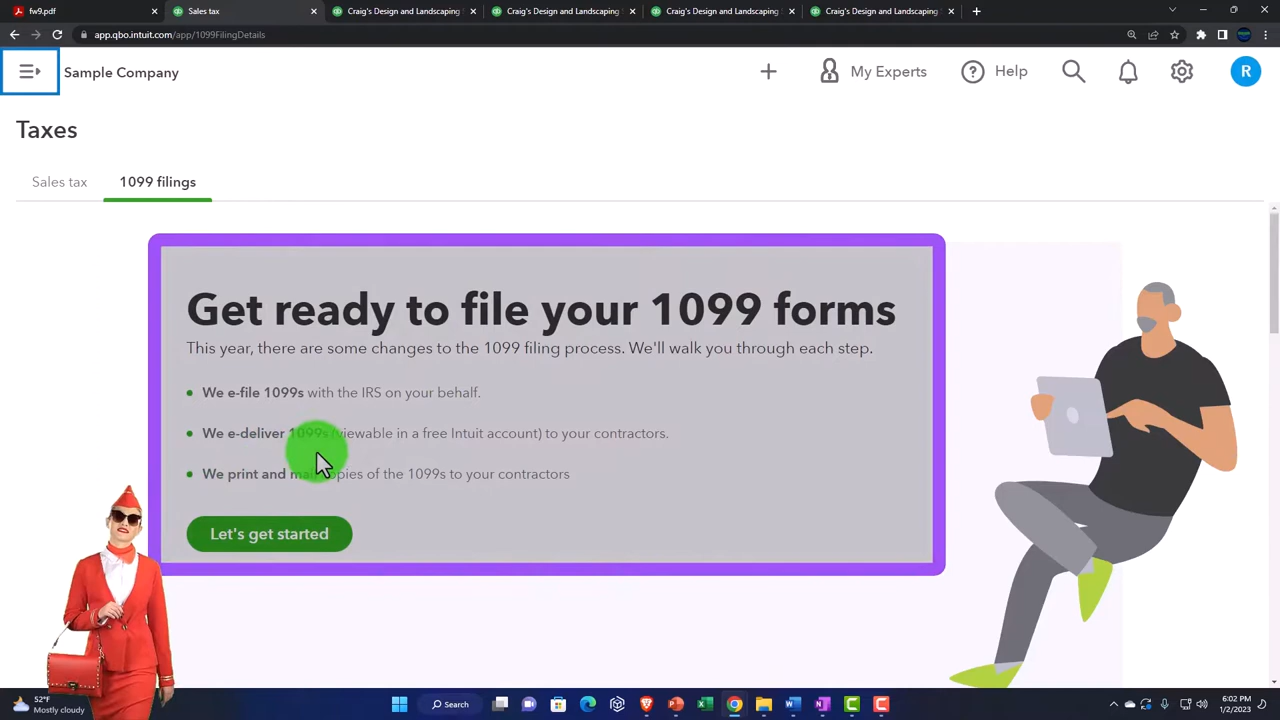 fw9.pdf
Sales tax
Craig's Design and Landscaping
Craig's Design and Landscaping
Craig's Design and Landscaping
Craig's Design and Landscaping
app.qbo.intuit.com/app/1099FilingDetails
Sample Company
My Experts
Help
R
Taxes
Sales tax
1099 filings
Get ready to file your 1099 forms
This year, there are some changes to the 1099 filing process. We'll walk you through each step.
We e-file 1099s with the IRS on your behalf.
We e-deliver 1099s (viewable in a free Intuit account) to your contractors.
We print and mail copies of the 1099s to your contractors
Let's get started
52°F
Mostly cloudy
Search
6:02 PM
1/2/2023